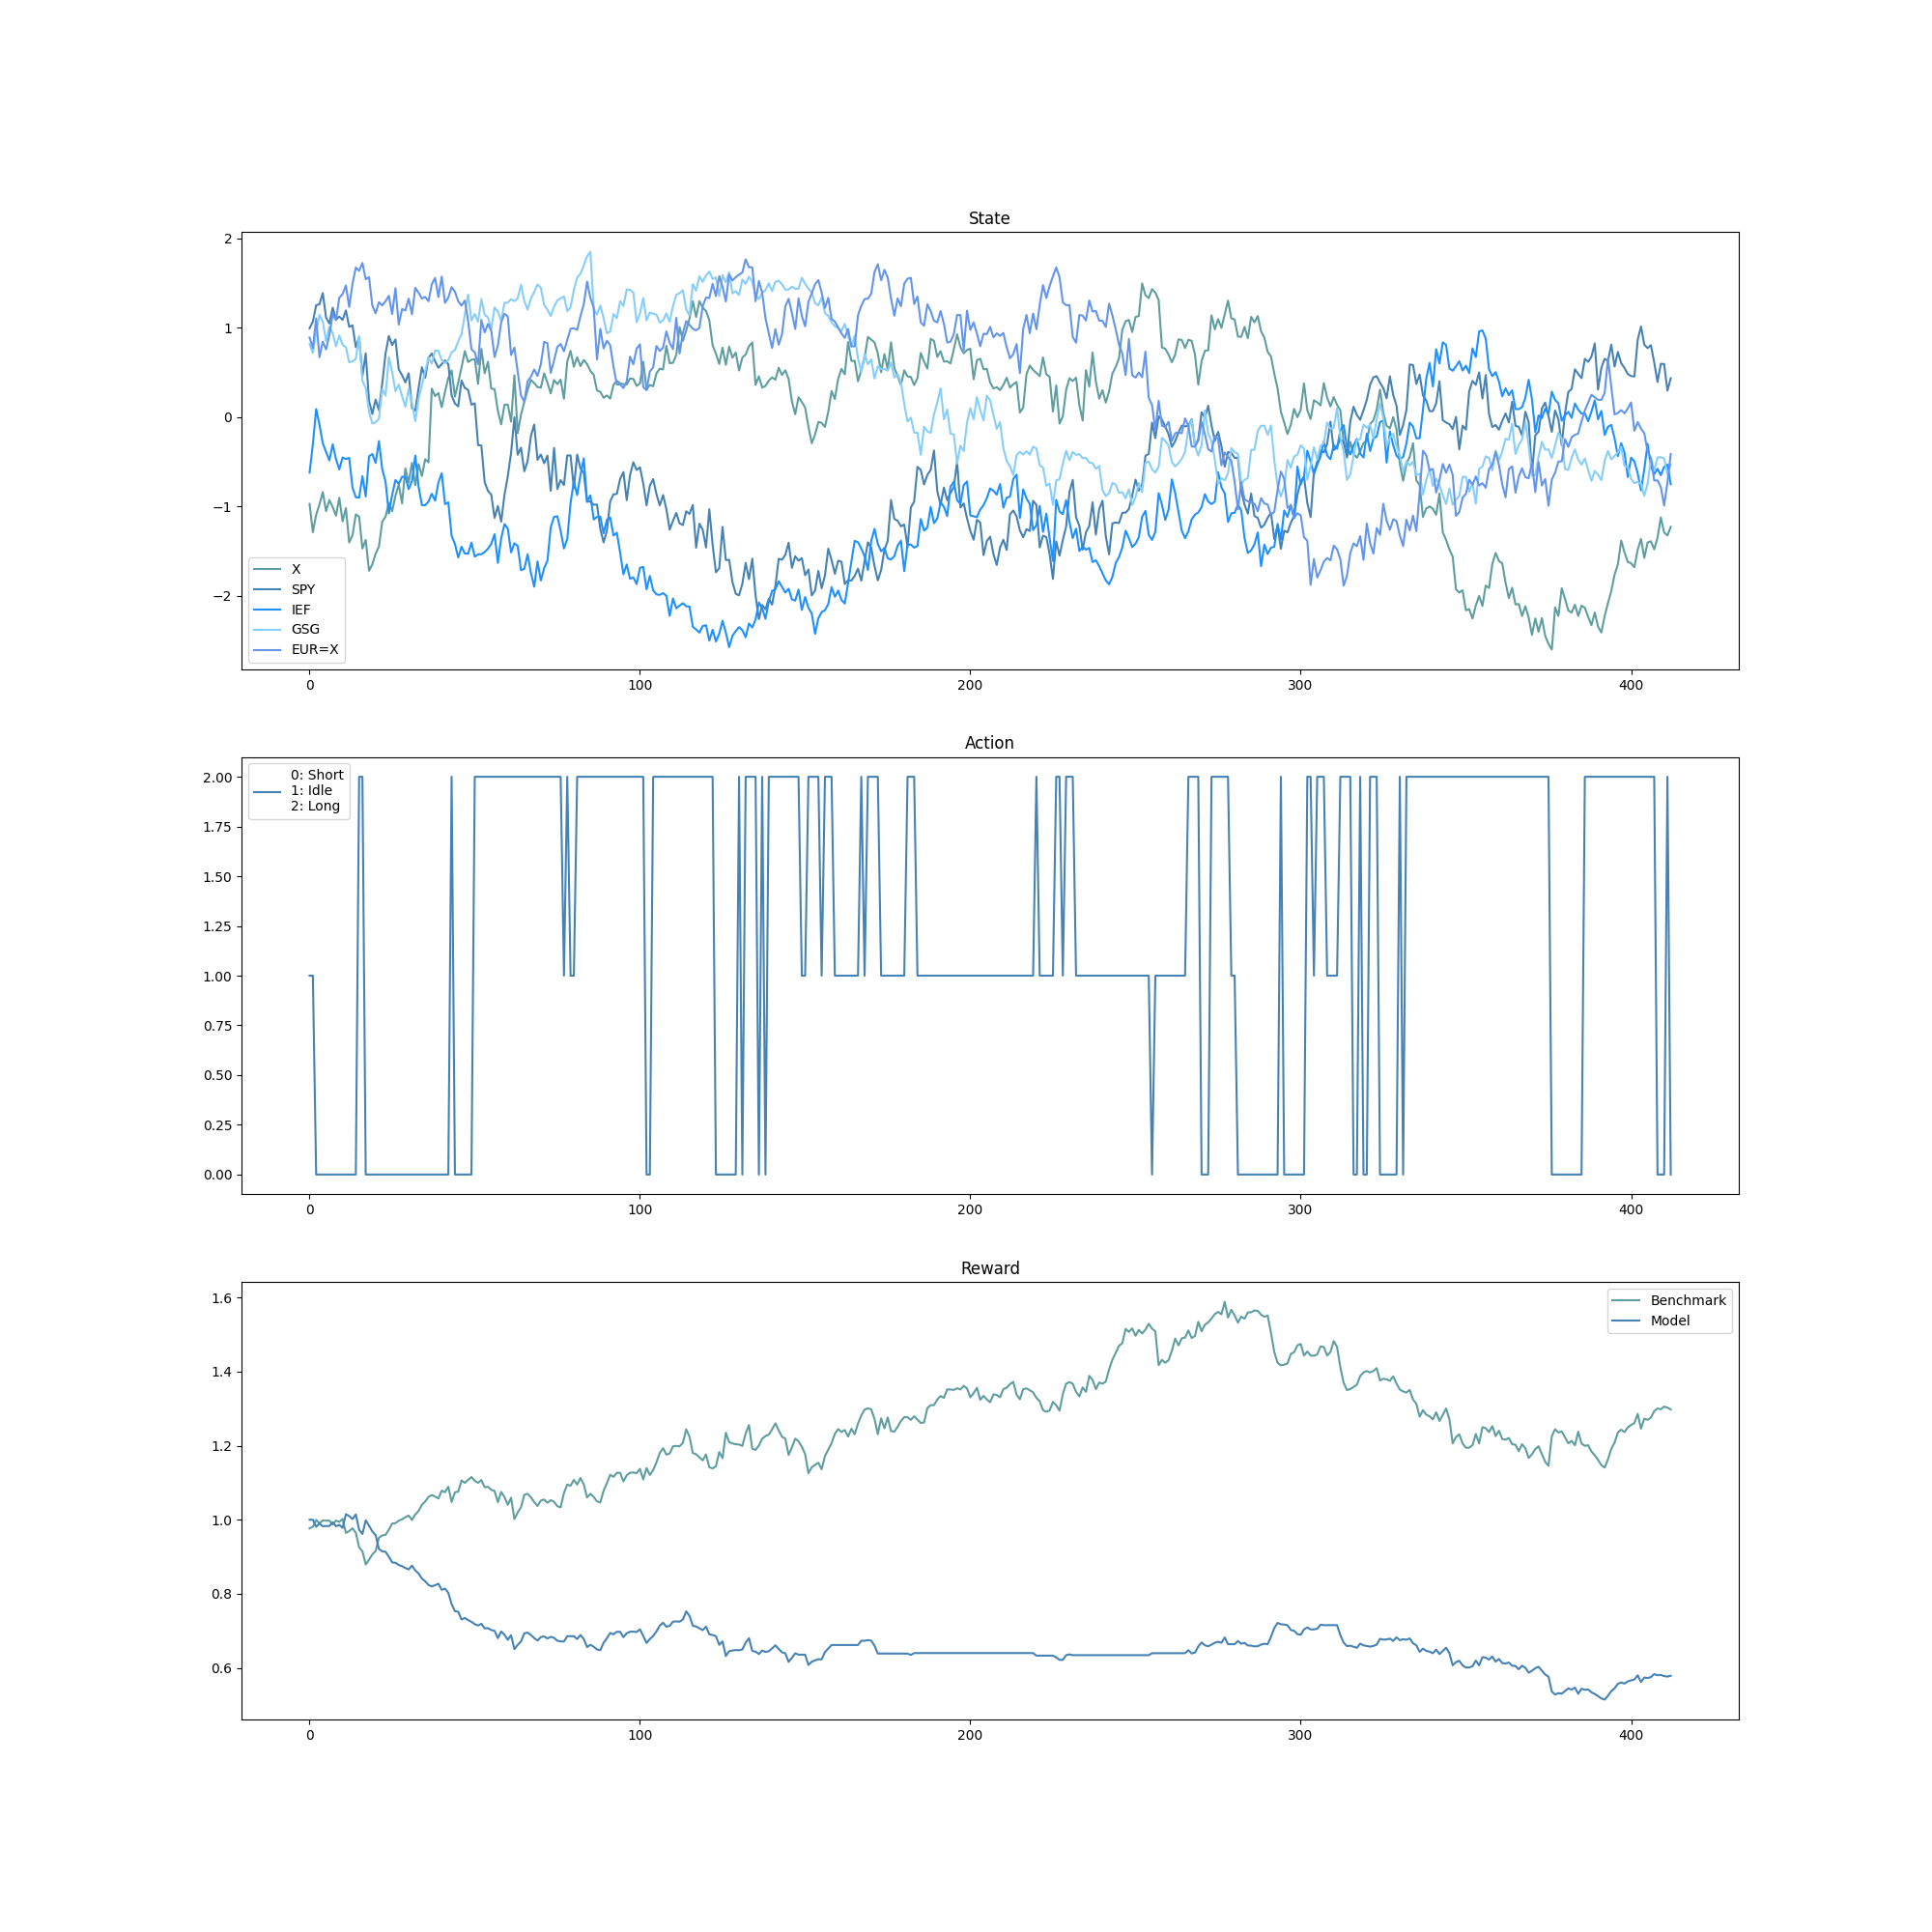 State
2
1
0
−1
−2
X
SPY
IEF
GSG
EUR=X
0 100 200 300 400
Action
2.00
1.75
1.50
1.25
1.00
0.75
0.50
0.25
0.00
0: Short
1: Idle
2: Long
0 100 200 300 400
Reward
1.6
1.4
1.2
1.0
0.8
0.6
Benchmark
Model
0 100 200 300 400